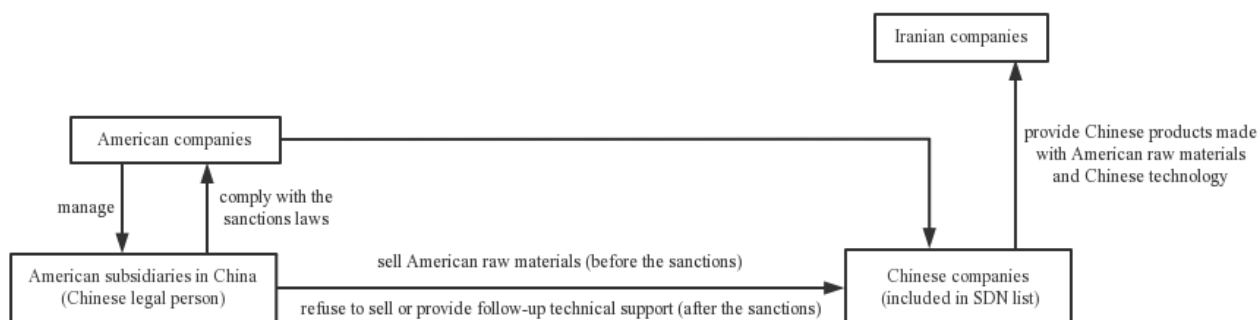 Iranian companies
American companies
provide Chinese products made
with American raw materials
and Chinese technology
manage
comply with the
sanctions laws
American subsidiaries in China
(Chinese legal person)
sell American raw materials (before the sanctions)
refuse to sell or provide follow-up technical support (after the sanctions)
Chinese companies
(included in SDN list)